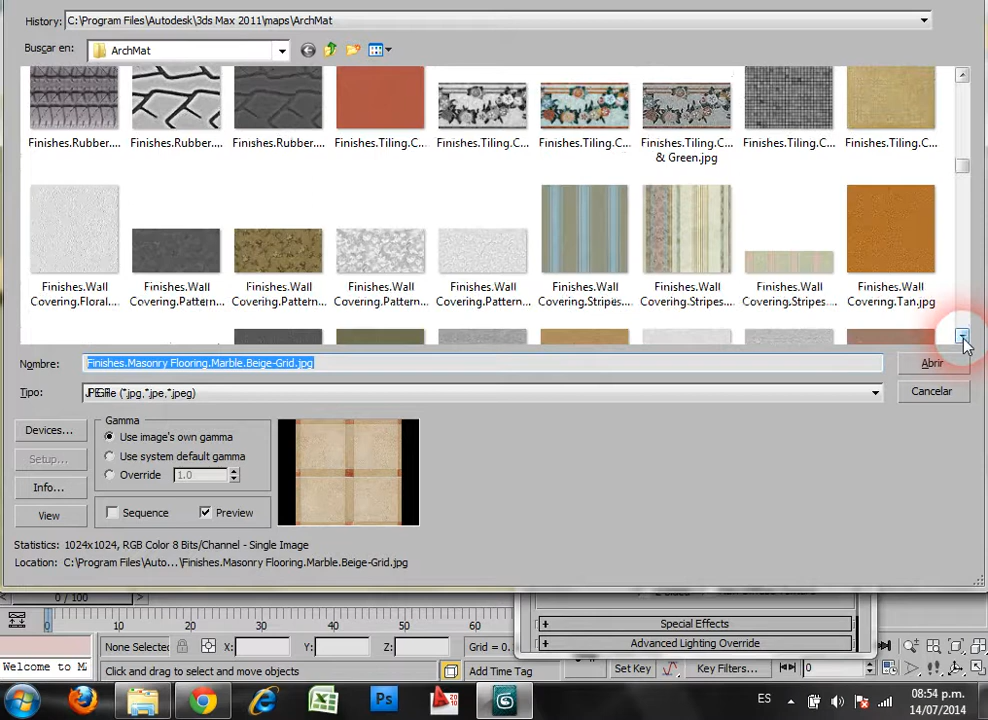 History: C:\Program Files\Autodesk\3ds Max 2011\maps\ArchMat
Buscar en: ArchMat
Finishes.Rubber.... Finishes.Rubber.... Finishes.Rubber.... Finishes.Tiling.C... Finishes.Tiling.C... Finishes.Tiling.C... Finishes.Tiling.C... Finishes.Tiling.C... Finishes.Tiling.C...
& Green.jpg
Finishes.Wall Finishes.Wall Finishes.Wall Finishes.Wall Finishes.Wall Finishes.Wall Finishes.Wall Finishes.Wall Finishes.Wall
Covering.Floral.... Covering.Pattern... Covering.Pattern... Covering.Pattern... Covering.Pattern... Covering.Stripes... Covering.Stripes... Covering.Stripes... Covering.Tan.jpg
Nombre: Finishes.Masonry Flooring.Marble.Beige-Grid.jpg Abrir
Tipo: (*.jpg,*.jpe,*.jpeg) Cancelar
Devices...
Setup...
Info...
View
Gamma
Use image's own gamma
Use system default gamma
Override 1.0
Sequence Preview
Statistics: 1024x1024, RGB Color 8 Bits/Channel - Single Image
Location: C:\Program Files\Auto...\Finishes.Masonry Flooring.Marble.Beige-Grid.jpg
0 / 100
Special Effects
0 10 20 30 40 50 60
Advanced Lighting Override
None Selected X: Y: Z: Grid = 0. Set Key Key Filters... 0
Welcome to M Click and drag to select and move objects Add Time Tag
Ps 2010 ES 08:54 p.m.
14/07/2014